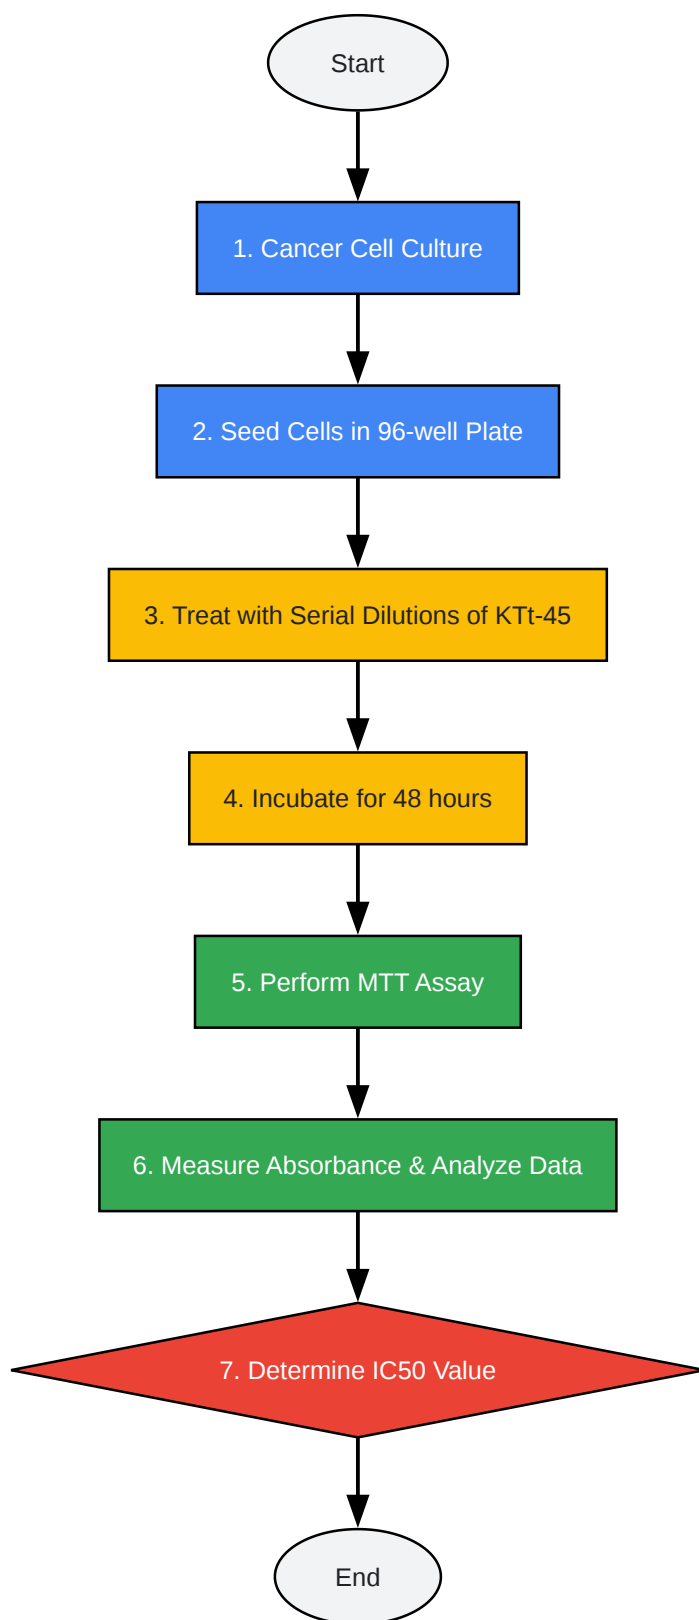 Start
1. Cancer Cell Culture
2. Seed Cells in 96-well Plate
3. Treat with Serial Dilutions of KTt-45
4. Incubate for 48 hours
5. Perform MTT Assay
6. Measure Absorbance & Analyze Data
7. Determine IC50 Value
End